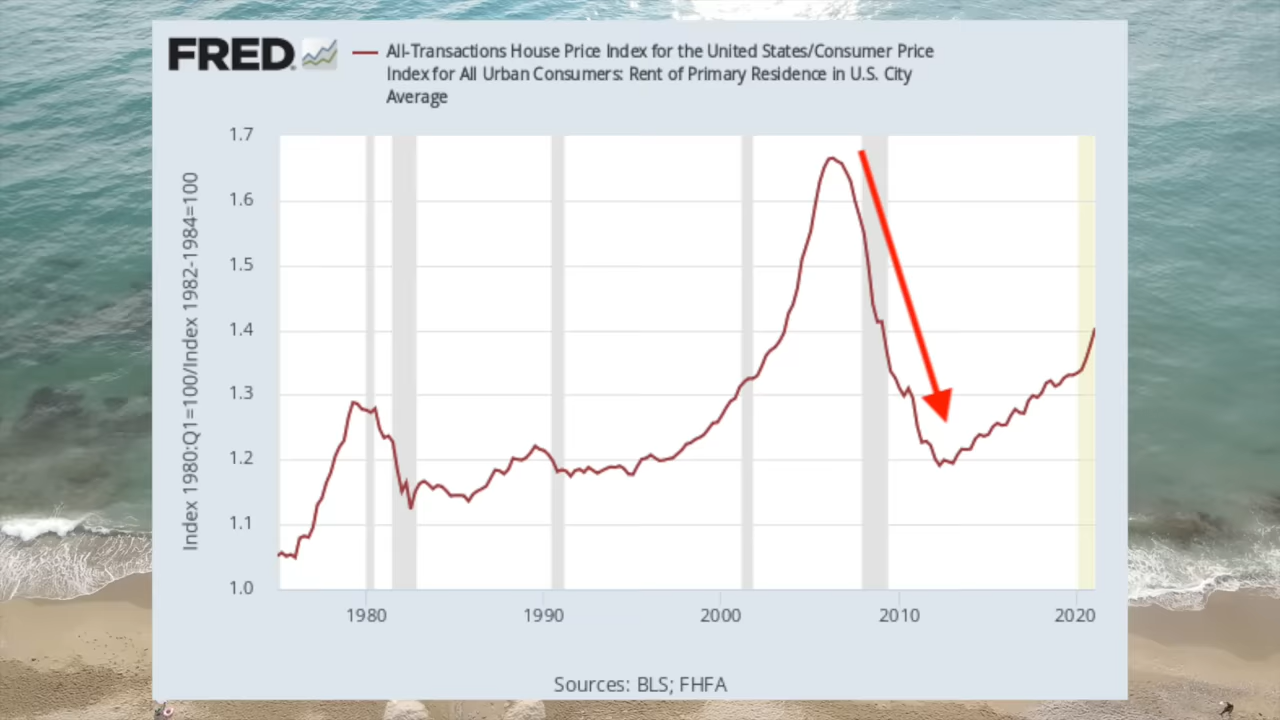 FRED
All-Transactions House Price Index for the United States/Consumer Price
Index for All Urban Consumers: Rent of Primary Residence in U.S. City
Average
Index 1980:Q1=100/Index 1982-1984=100
1.7
1.6
1.5
1.4
1.3
1.2
1.1
1.0
1980
1990
2000
2010
2020
Sources: BLS; FHFA